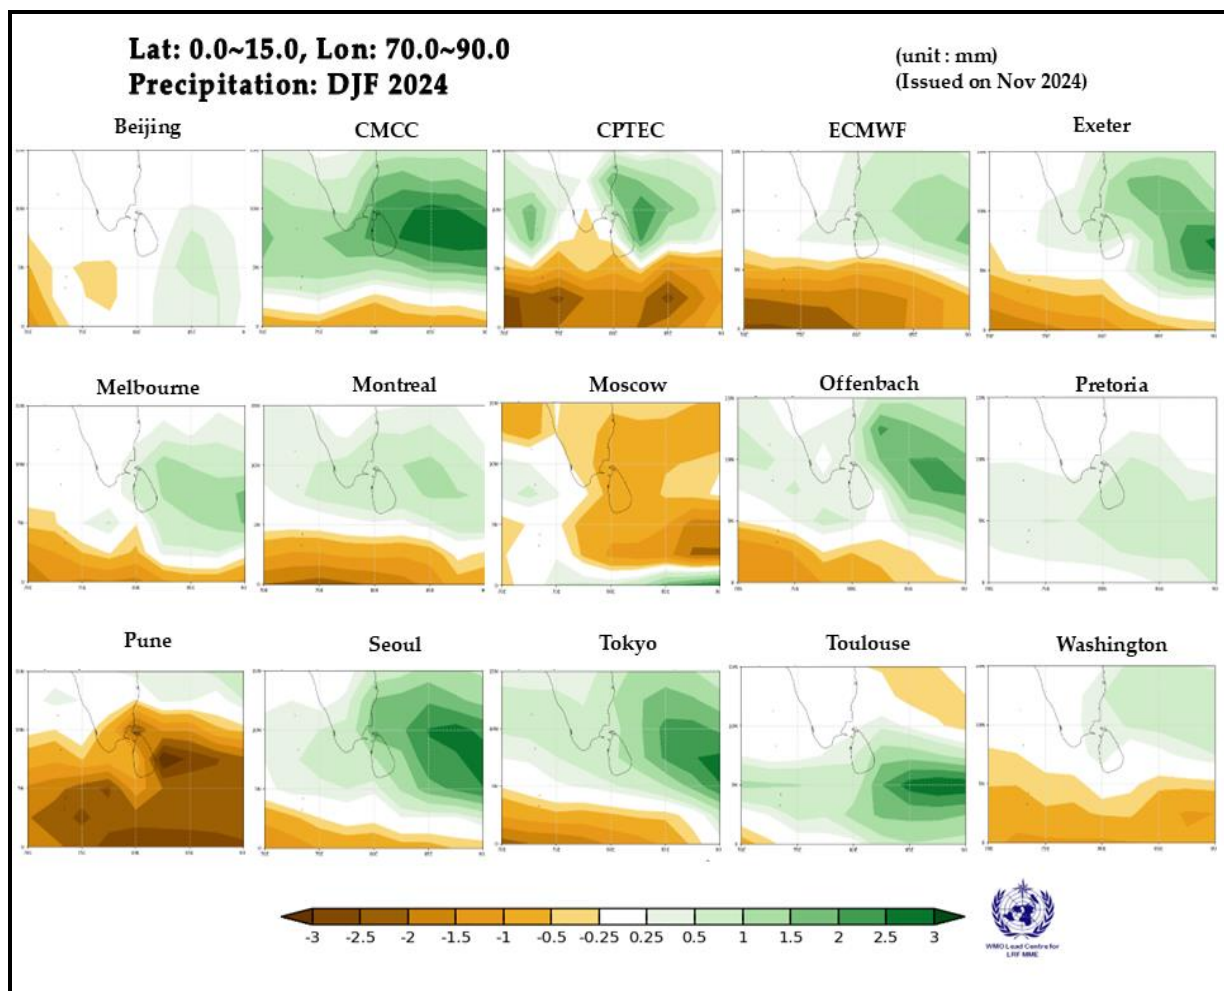 Lat: 0.0~15.0, Lon: 70.0~90.0
Precipitation: DJF 2024
(unit : mm)
(Issued on Nov 2024)
Beijing
CMCC
CPTEC
ECMWF
Exeter
Melbourne
Montreal
Moscow
Offenbach
Pretoria
Pune
Seoul
Tokyo
Toulouse
Washington
-3 -2.5 -2 -1.5 -1 -0.5 -0.25 0.25 0.5 1 1.5 2 2.5 3
WMO Lead Centre for
LRF MME